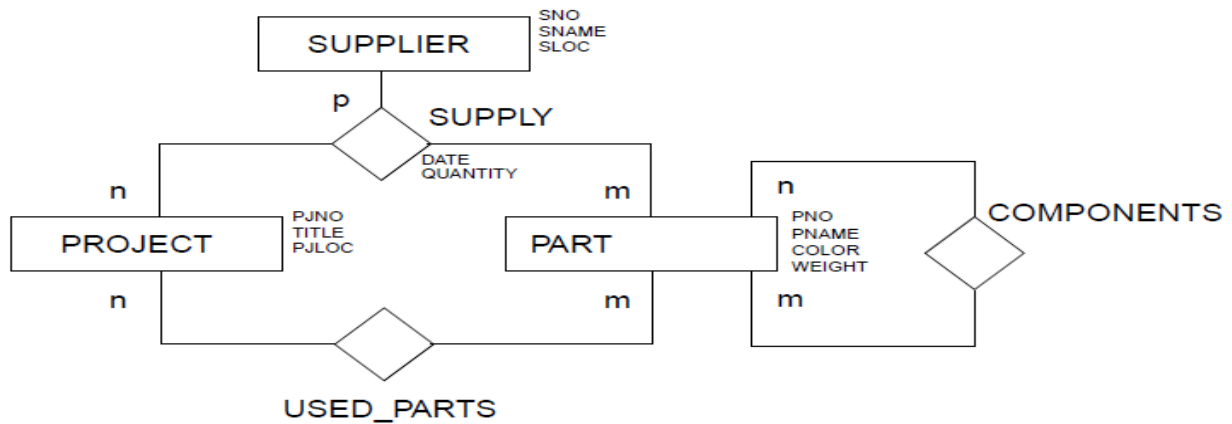 SNO
SNAME
SLOC
SUPPLIER
p
SUPPLY
DATE
QUANTITY
n
m
n
PJNO
TITLE
PJLOC
PROJECT
PART
PNO
PNAME
COLOR
WEIGHT
COMPONENTS
n
m
m
USED_PARTS